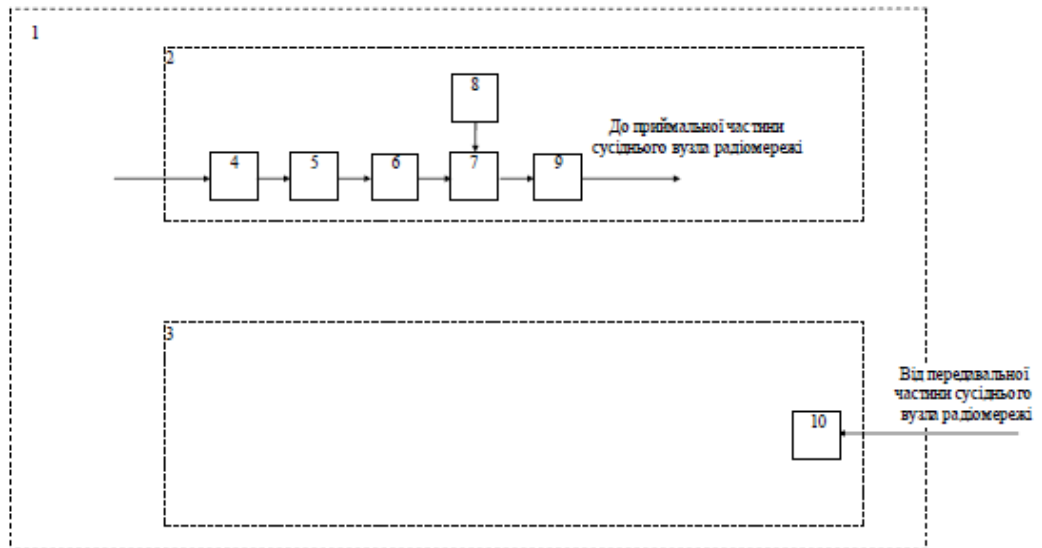 1
2
8
До приймальної частини
сусіднього вузла радіомережі
4
5
6
7
9
3
Від передавальної
частини сусіднього
вузла радіомережі
10